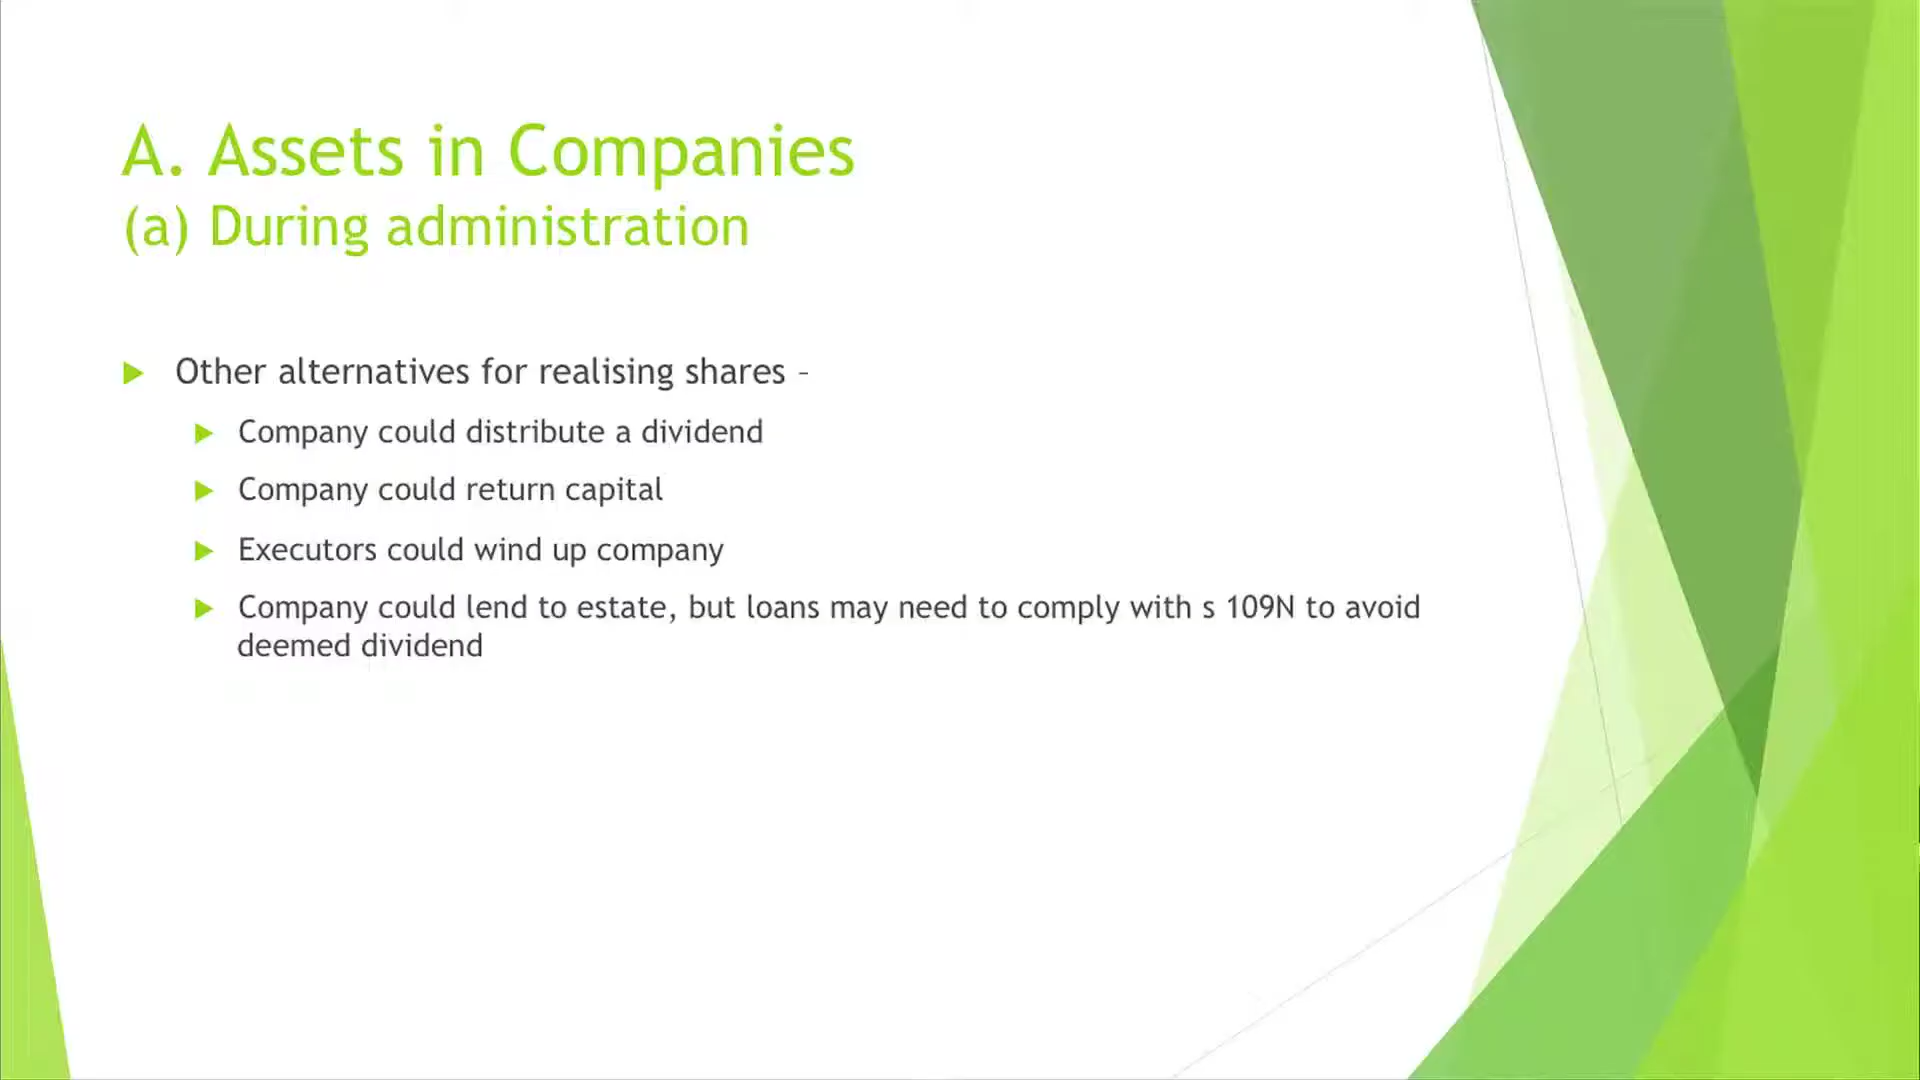 A. Assets in Companies
(a) During administration
Other alternatives for realising shares –
Company could distribute a dividend
Company could return capital
Executors could wind up company
Company could lend to estate, but loans may need to comply with s 109N to avoid
deemed dividend